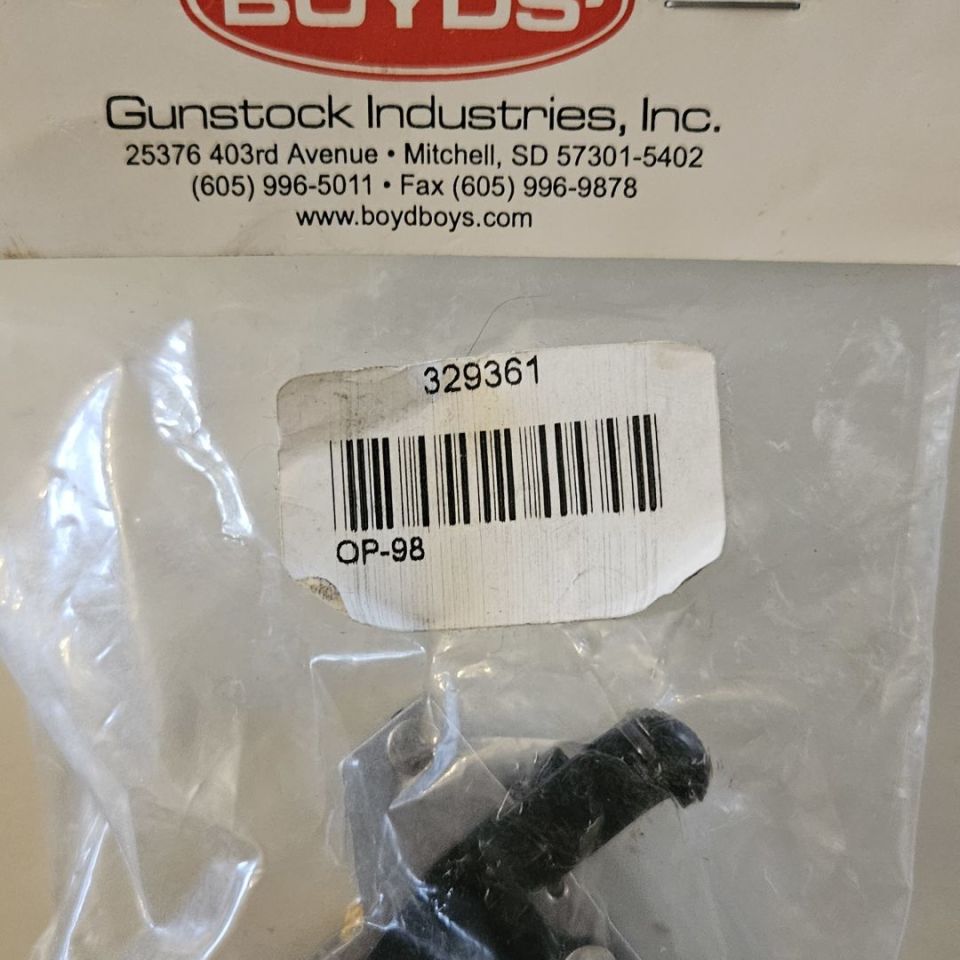 BOYDS'
Gunstock Industries, Inc.
25376 403rd Avenue • Mitchell, SD 57301-5402
(605) 996-5011 • Fax (605) 996-9878
www.boydboys.com
329361
OP-98